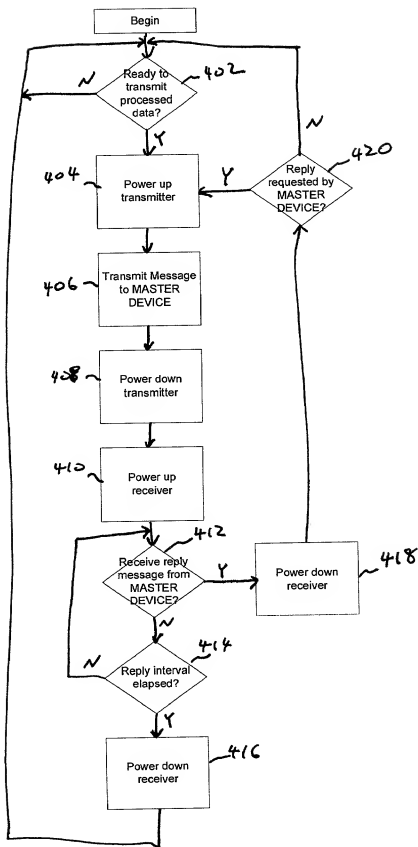 Begin
Ready to
transmit
processed
data?
402
N
Y
Reply
requested by
MASTER
DEVICE?
420
N
Y
404
Power up
transmitter
406
Transmit Message
to MASTER
DEVICE
408
Power down
transmitter
410
Power up
receiver
412
Receive reply
message from
MASTER
DEVICE?
Y
N
Power down
receiver
418
414
Reply interval
elapsed?
N
Y
Power down
receiver
416